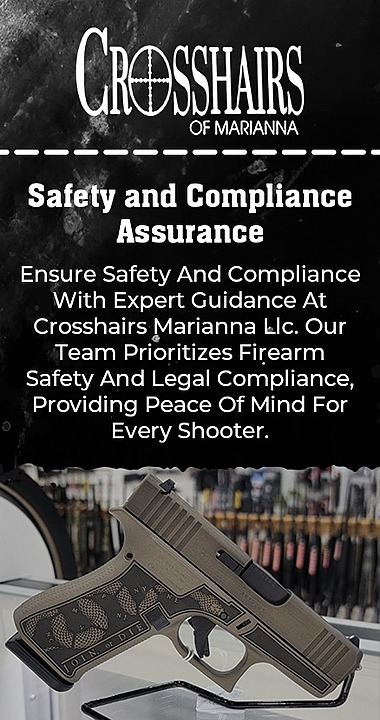 CROSSHAIRS
OF MARIANNA
Safety and Compliance
Assurance
Ensure Safety And Compliance
With Expert Guidance At
Crosshairs Marianna Llc. Our
Team Prioritizes Firearm
Safety And Legal Compliance,
Providing Peace Of Mind For
Every Shooter.
JOIN or DIE